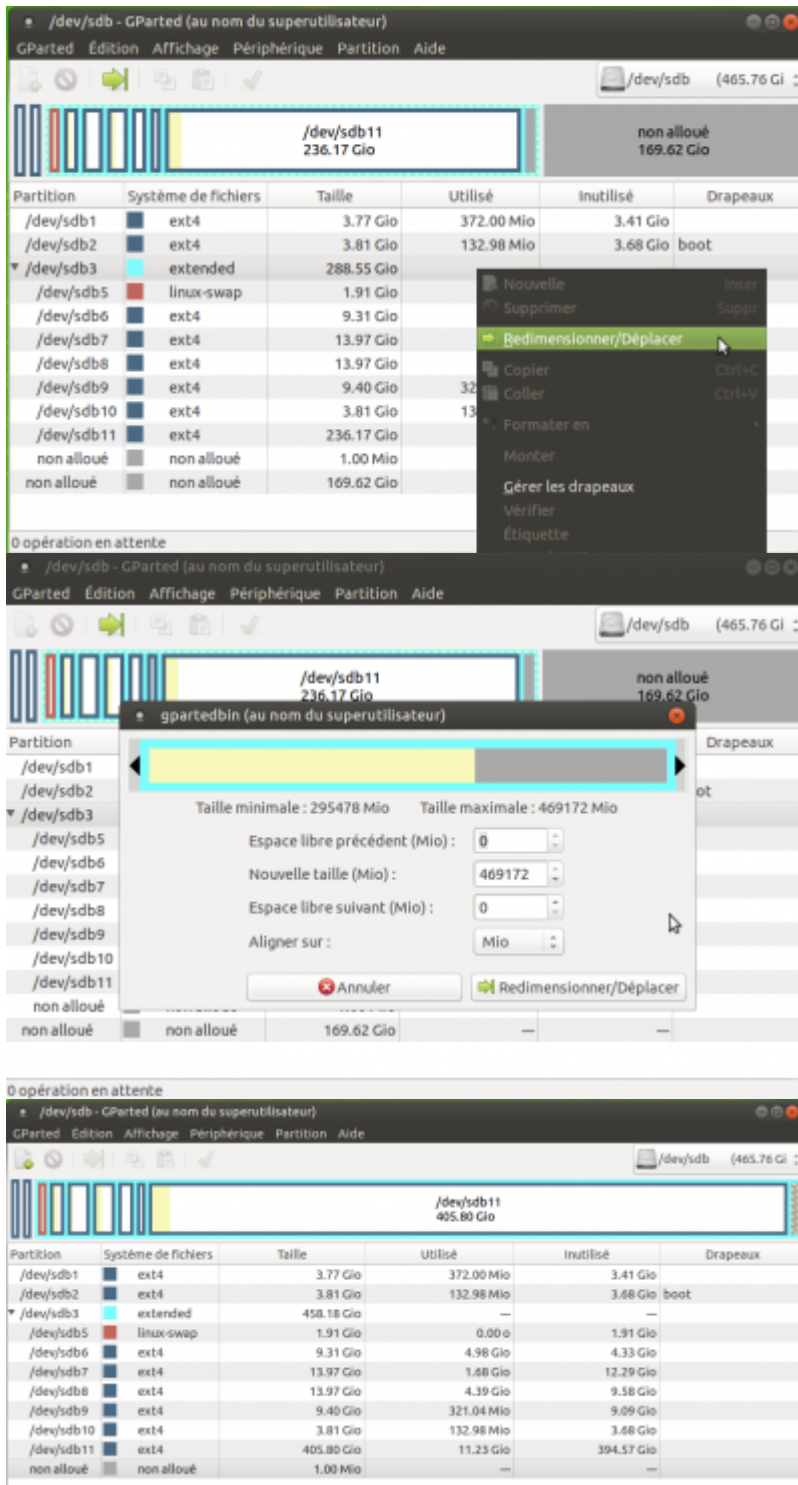 /dev/sdb - GParted (au nom du superutilisateur)
GParted Édition Affichage Périphérique Partition Aide
/dev/sdb (465.76 Gi
/dev/sdb11 non alloué
236.17 Gio 169.62 Gio
Partition Système de fichiers Taille Utilisé Inutilisé Drapeaux
/dev/sdb1 ext4 3.77 Gio 372.00 Mio 3.41 Gio
/dev/sdb2 ext4 3.81 Gio 132.98 Mio 3.68 Gio boot
/dev/sdb3 extended 288.55 Gio
/dev/sdb5 linux-swap 1.91 Gio
/dev/sdb6 ext4 9.31 Gio
/dev/sdb7 ext4 13.97 Gio
/dev/sdb8 ext4 13.97 Gio
/dev/sdb9 ext4 9.40 Gio 32
/dev/sdb10 ext4 3.81 Gio 13
/dev/sdb11 ext4 236.17 Gio
non alloué non alloué 1.00 Mio
non alloué non alloué 169.62 Gio
Nouvelle Inser
Supprimer Suppr
Redimensionner/Déplacer
Copier Ctrl+C
Coller Ctrl+V
Formater en
Monter
Gérer les drapeaux
Vérifier
Étiquette
0 opération en attente
/dev/sdb - GParted (au nom du superutilisateur)
GParted Édition Affichage Périphérique Partition Aide
/dev/sdb (465.76 Gi
/dev/sdb11 non alloué
236.17 Gio 169.62 Gio
gpartedbin (au nom du superutilisateur)
Taille minimale : 295478 Mio Taille maximale : 469172 Mio
Espace libre précédent (Mio) : 0
Nouvelle taille (Mio) : 469172
Espace libre suivant (Mio) : 0
Aligner sur : Mio
Annuler Redimensionner/Déplacer
Partition Drapeaux
/dev/sdb1
/dev/sdb2 ot
/dev/sdb3
/dev/sdb5
/dev/sdb6
/dev/sdb7
/dev/sdb8
/dev/sdb9
/dev/sdb10
/dev/sdb11
non alloué
non alloué non alloué 169.62 Gio — —
0 opération en attente
/dev/sdb - GParted (au nom du superutilisateur)
GParted Édition Affichage Périphérique Partition Aide
/dev/sdb (465.76 Gi
/dev/sdb11
405.80 Gio
Partition Système de fichiers Taille Utilisé Inutilisé Drapeaux
/dev/sdb1 ext4 3.77 Gio 372.00 Mio 3.41 Gio
/dev/sdb2 ext4 3.81 Gio 132.98 Mio 3.68 Gio boot
/dev/sdb3 extended 458.18 Gio — —
/dev/sdb5 linux-swap 1.91 Gio 0.00 o 1.91 Gio
/dev/sdb6 ext4 9.31 Gio 4.98 Gio 4.33 Gio
/dev/sdb7 ext4 13.97 Gio 1.68 Gio 12.29 Gio
/dev/sdb8 ext4 13.97 Gio 4.39 Gio 9.58 Gio
/dev/sdb9 ext4 9.40 Gio 321.04 Mio 9.09 Gio
/dev/sdb10 ext4 3.81 Gio 132.98 Mio 3.68 Gio
/dev/sdb11 ext4 405.80 Gio 11.23 Gio 394.57 Gio
non alloué non alloué 1.00 Mio — —